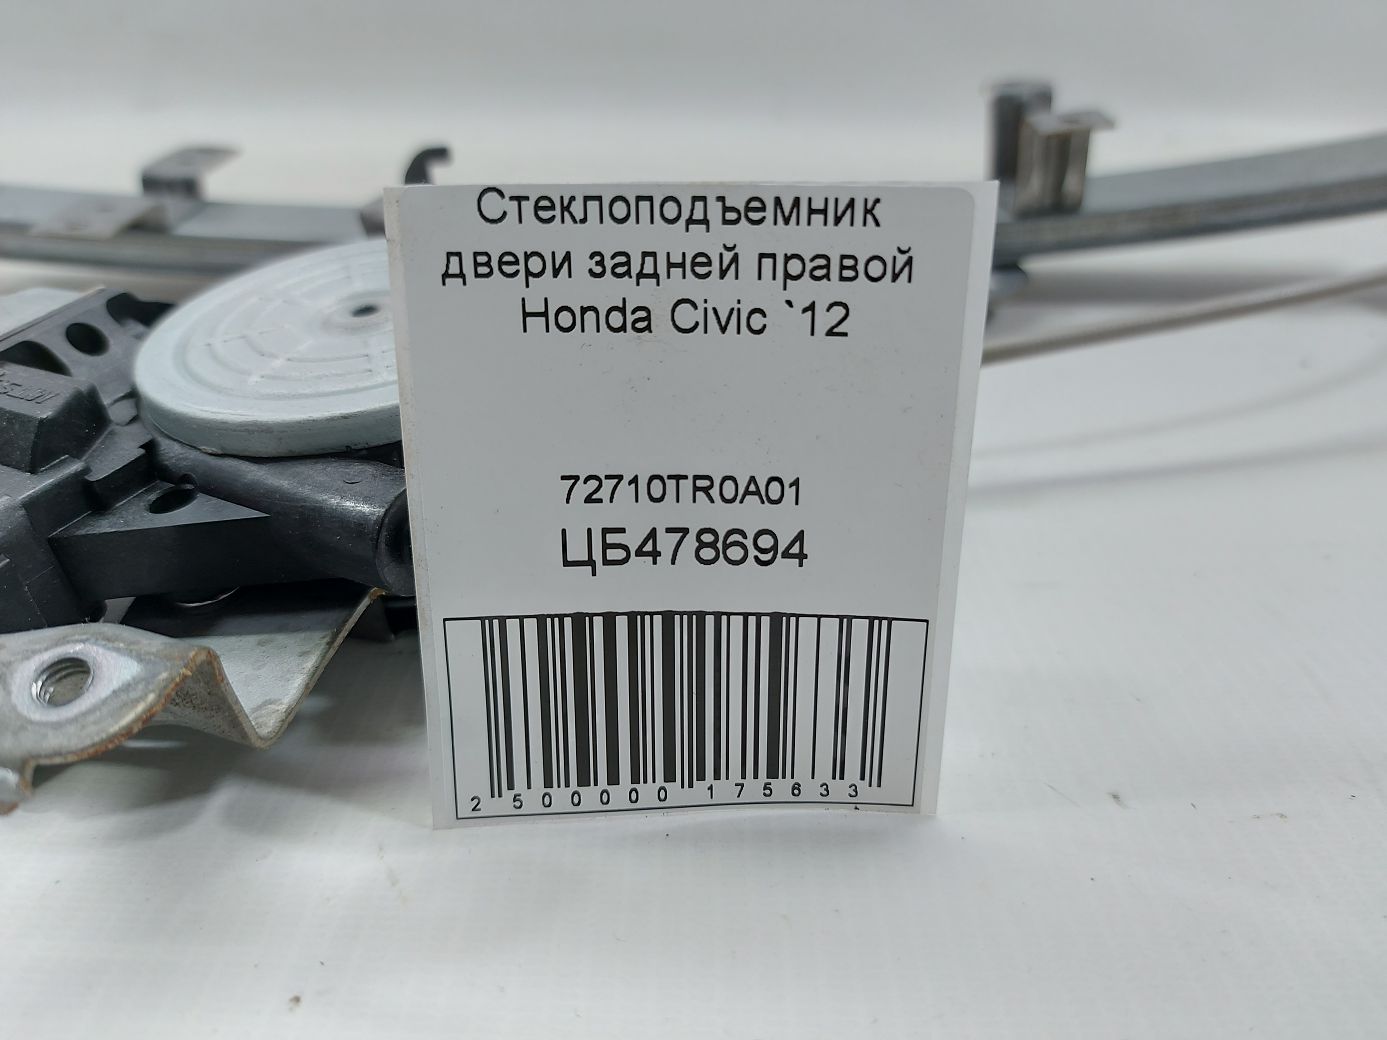 Стеклоподъемник
двери задней правой
Honda Civic `12
72710TR0A01
ЦБ478694
2 500000 175633